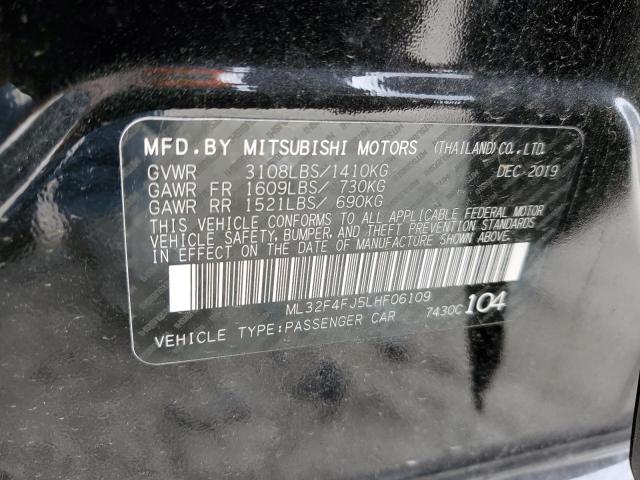 MFD.BY MITSUBISHI MOTORS (THAILAND) CO., LTD.
GVWR 3108LBS/1410KG DEC 2019
GAWR FR 1609LBS/ 730KG
GAWR RR 1521LBS/ 690KG
THIS VEHICLE CONFORMS TO ALL APPLICABLE FEDERAL MOTOR
VEHICLE SAFETY, BUMPER, AND THEFT PREVENTION STANDARDS
IN EFFECT ON THE DATE OF MANUFACTURE SHOWN ABOVE.
ML32F4FJ5LHF06109
VEHICLE TYPE:PASSENGER CAR 7430C 104